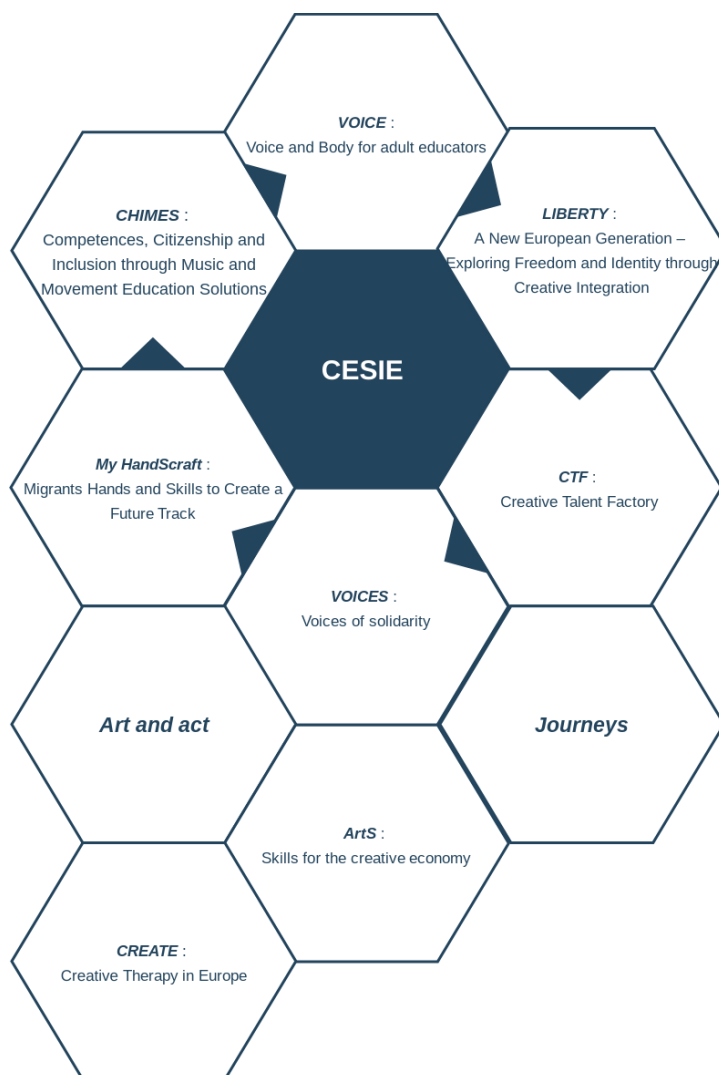 VOICE :
Voice and Body for adult educators
CHIMES :
Competences, Citizenship and
Inclusion through Music and
Movement Education Solutions
LIBERTY :
A New European Generation –
Exploring Freedom and Identity through
Creative Integration
CESIE
My HandScraft :
Migrants Hands and Skills to Create a
Future Track
CTF :
Creative Talent Factory
VOICES :
Voices of solidarity
Art and act
Journeys
ArtS :
Skills for the creative economy
CREATE :
Creative Therapy in Europe